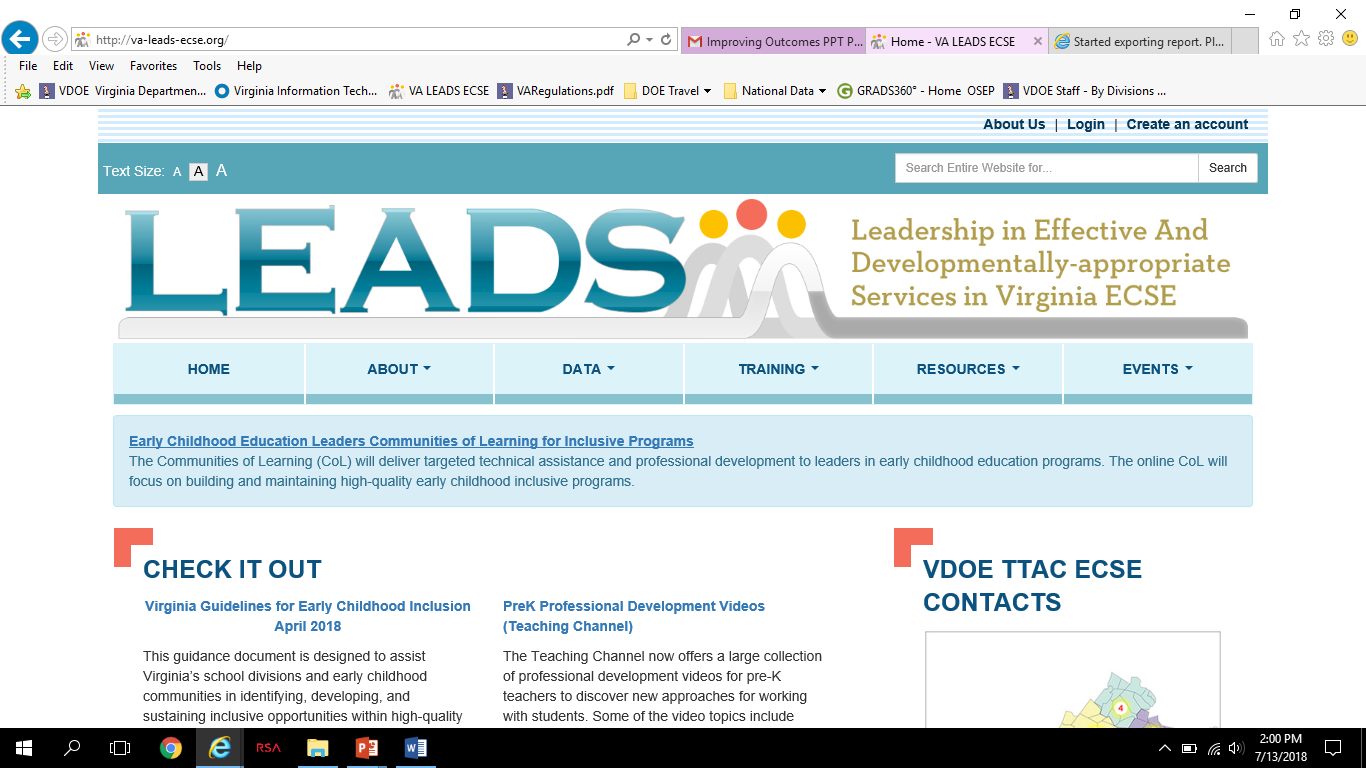 http://va-leads-ecse.org/
Improving Outcomes PPT P...
Home - VA LEADS ECSE
Started exporting report. Pl...
File Edit View Favorites Tools Help
VDOE Virginia Departmen...
Virginia Information Tech...
VA LEADS ECSE
VARegulations.pdf
DOE Travel
National Data
GRADS360° - Home OSEP
VDOE Staff - By Divisions ...
About Us | Login | Create an account
Text Size: A A A
Search Entire Website for...
Search
LEADS
Leadership in Effective And
Developmentally-appropriate
Services in Virginia ECSE
HOME
ABOUT
DATA
TRAINING
RESOURCES
EVENTS
Early Childhood Education Leaders Communities of Learning for Inclusive Programs
The Communities of Learning (CoL) will deliver targeted technical assistance and professional development to leaders in early childhood education programs. The online CoL will
focus on building and maintaining high-quality early childhood inclusive programs.
CHECK IT OUT
Virginia Guidelines for Early Childhood Inclusion
April 2018
This guidance document is designed to assist
Virginia's school divisions and early childhood
communities in identifying, developing, and
sustaining inclusive opportunities within high-quality
PreK Professional Development Videos
(Teaching Channel)
The Teaching Channel now offers a large collection
of professional development videos for pre-K
teachers to discover new approaches for working
with students. Some of the video topics include
VDOE TTAC ECSE
CONTACTS
4
RSA
2:00 PM
7/13/2018